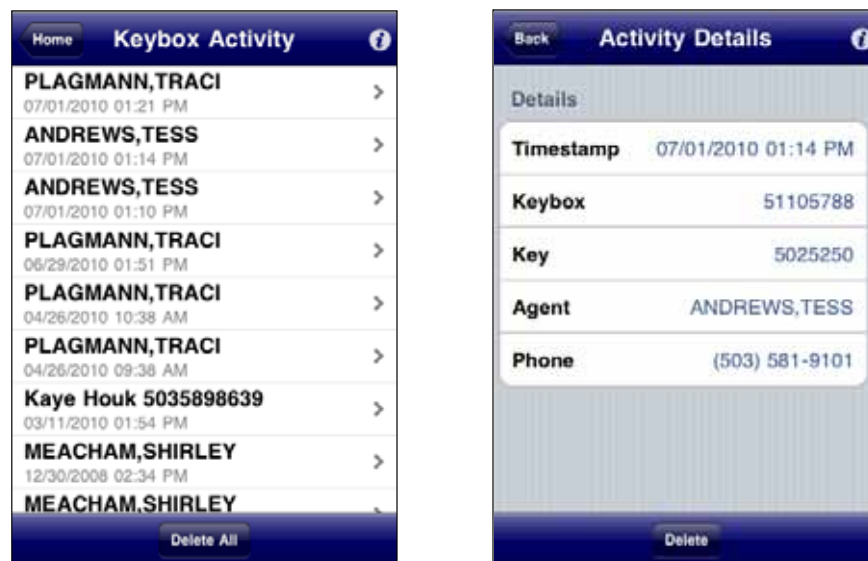 Home
Keybox Activity
PLAGMANN,TRACI
07/01/2010 01:21 PM
ANDREWS,TESS
07/01/2010 01:14 PM
ANDREWS,TESS
07/01/2010 01:10 PM
PLAGMANN,TRACI
06/29/2010 01:51 PM
PLAGMANN,TRACI
04/26/2010 10:38 AM
PLAGMANN,TRACI
04/26/2010 09:38 AM
Kaye Houk 5035898639
03/11/2010 01:54 PM
MEACHAM,SHIRLEY
12/30/2008 02:34 PM
MEACHAM,SHIRLEY
Delete All
Back
Activity Details
Details
Timestamp 07/01/2010 01:14 PM
Keybox 51105788
Key 5025250
Agent ANDREWS,TESS
Phone (503) 581-9101
Delete